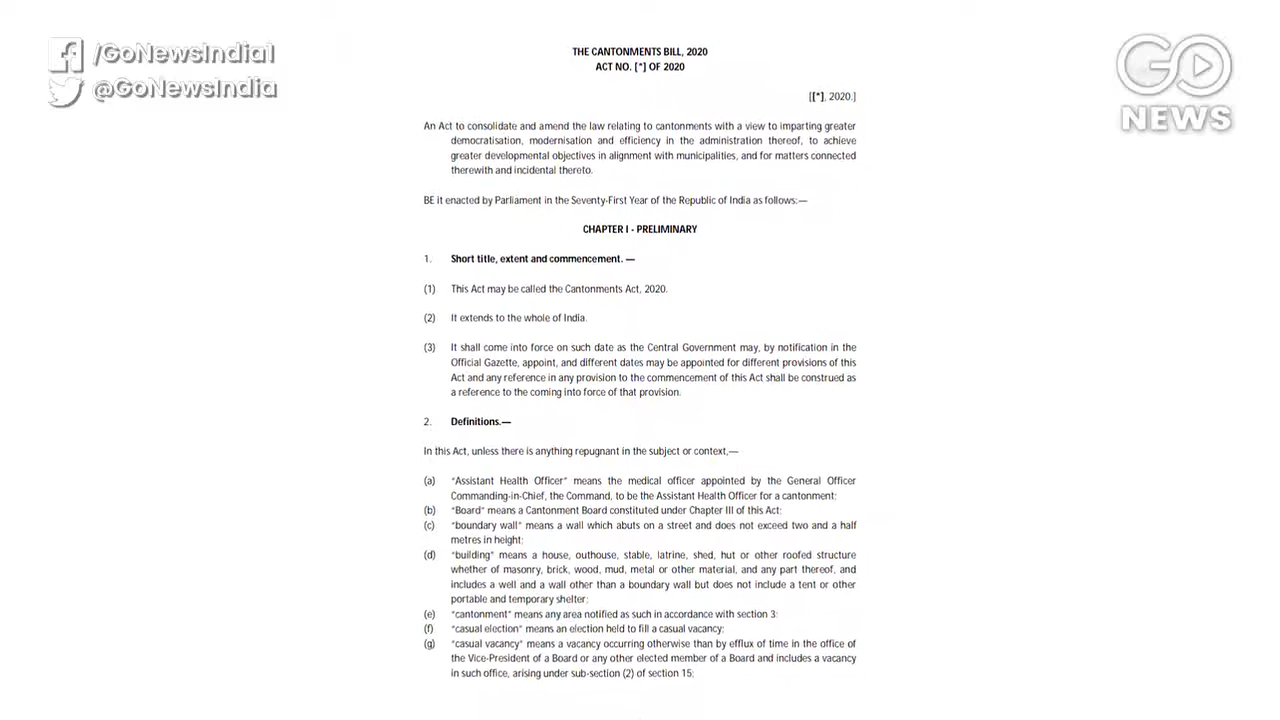 /GoNewsIndia1
@GoNewsIndia
GO
NEWS
THE CANTONMENTS BILL, 2020
ACT NO. [*] OF 2020
[[*], 2020.]
An Act to consolidate and amend the law relating to cantonments with a view to imparting greater
democratisation, modernisation and efficiency in the administration thereof, to achieve
greater developmental objectives in alignment with municipalities, and for matters connected
therewith and incidental thereto.
BE it enacted by Parliament in the Seventy-First Year of the Republic of India as follows:—
CHAPTER I - PRELIMINARY
1. Short title, extent and commencement. —
(1) This Act may be called the Cantonments Act, 2020.
(2) It extends to the whole of India.
(3) It shall come into force on such date as the Central Government may, by notification in the
Official Gazette, appoint, and different dates may be appointed for different provisions of this
Act and any reference in any provision to the commencement of this Act shall be construed as
a reference to the coming into force of that provision.
2. Definitions.—
In this Act, unless there is anything repugnant in the subject or context,—
(a) "Assistant Health Officer" means the medical officer appointed by the General Officer
Commanding-in-Chief, the Command, to be the Assistant Health Officer for a cantonment;
(b) "Board" means a Cantonment Board constituted under Chapter III of this Act;
(c) "boundary wall" means a wall which abuts on a street and does not exceed two and a half
metres in height;
(d) "building" means a house, outhouse, stable, latrine, shed, hut or other roofed structure
whether of masonry, brick, wood, mud, metal or other material, and any part thereof, and
includes a well and a wall other than a boundary wall but does not include a tent or other
portable and temporary shelter;
(e) "cantonment" means any area notified as such in accordance with section 3;
(f) "casual election" means an election held to fill a casual vacancy;
(g) "casual vacancy" means a vacancy occurring otherwise than by efflux of time in the office of
the Vice-President of a Board or any other elected member of a Board and includes a vacancy
in such office, arising under sub-section (2) of section 15;